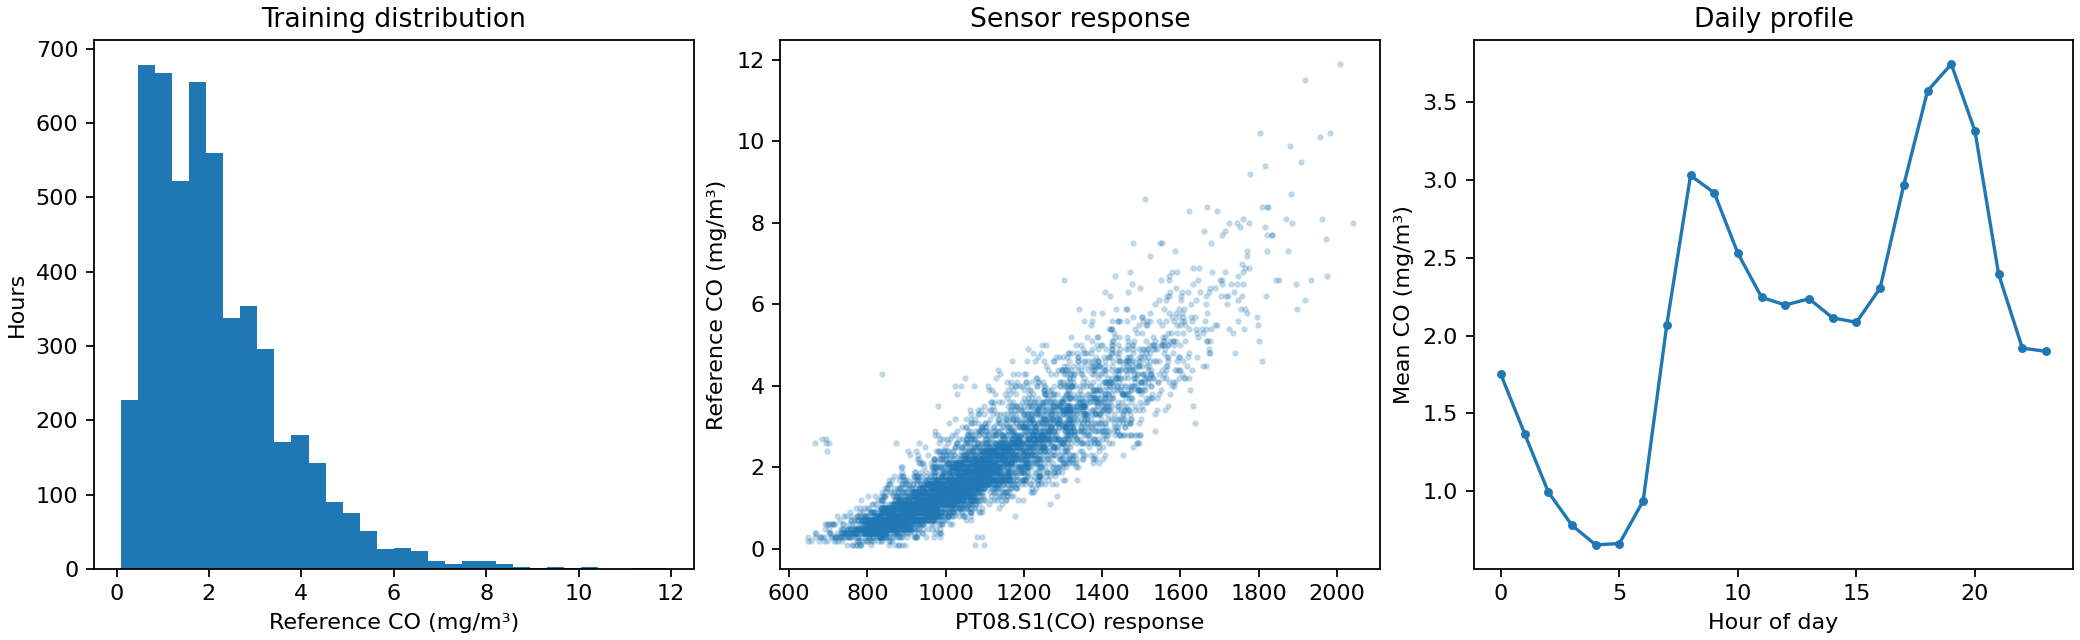 Training distribution
700
600
500
400
300
200
100
0
Hours
0 2 4 6 8 10 12
Reference CO (mg/m³)
Sensor response
12
10
8
6
4
2
0
Reference CO (mg/m³)
600 800 1000 1200 1400 1600 1800 2000
PT08.S1(CO) response
Daily profile
3.5
3.0
2.5
2.0
1.5
1.0
Mean CO (mg/m³)
0 5 10 15 20
Hour of day